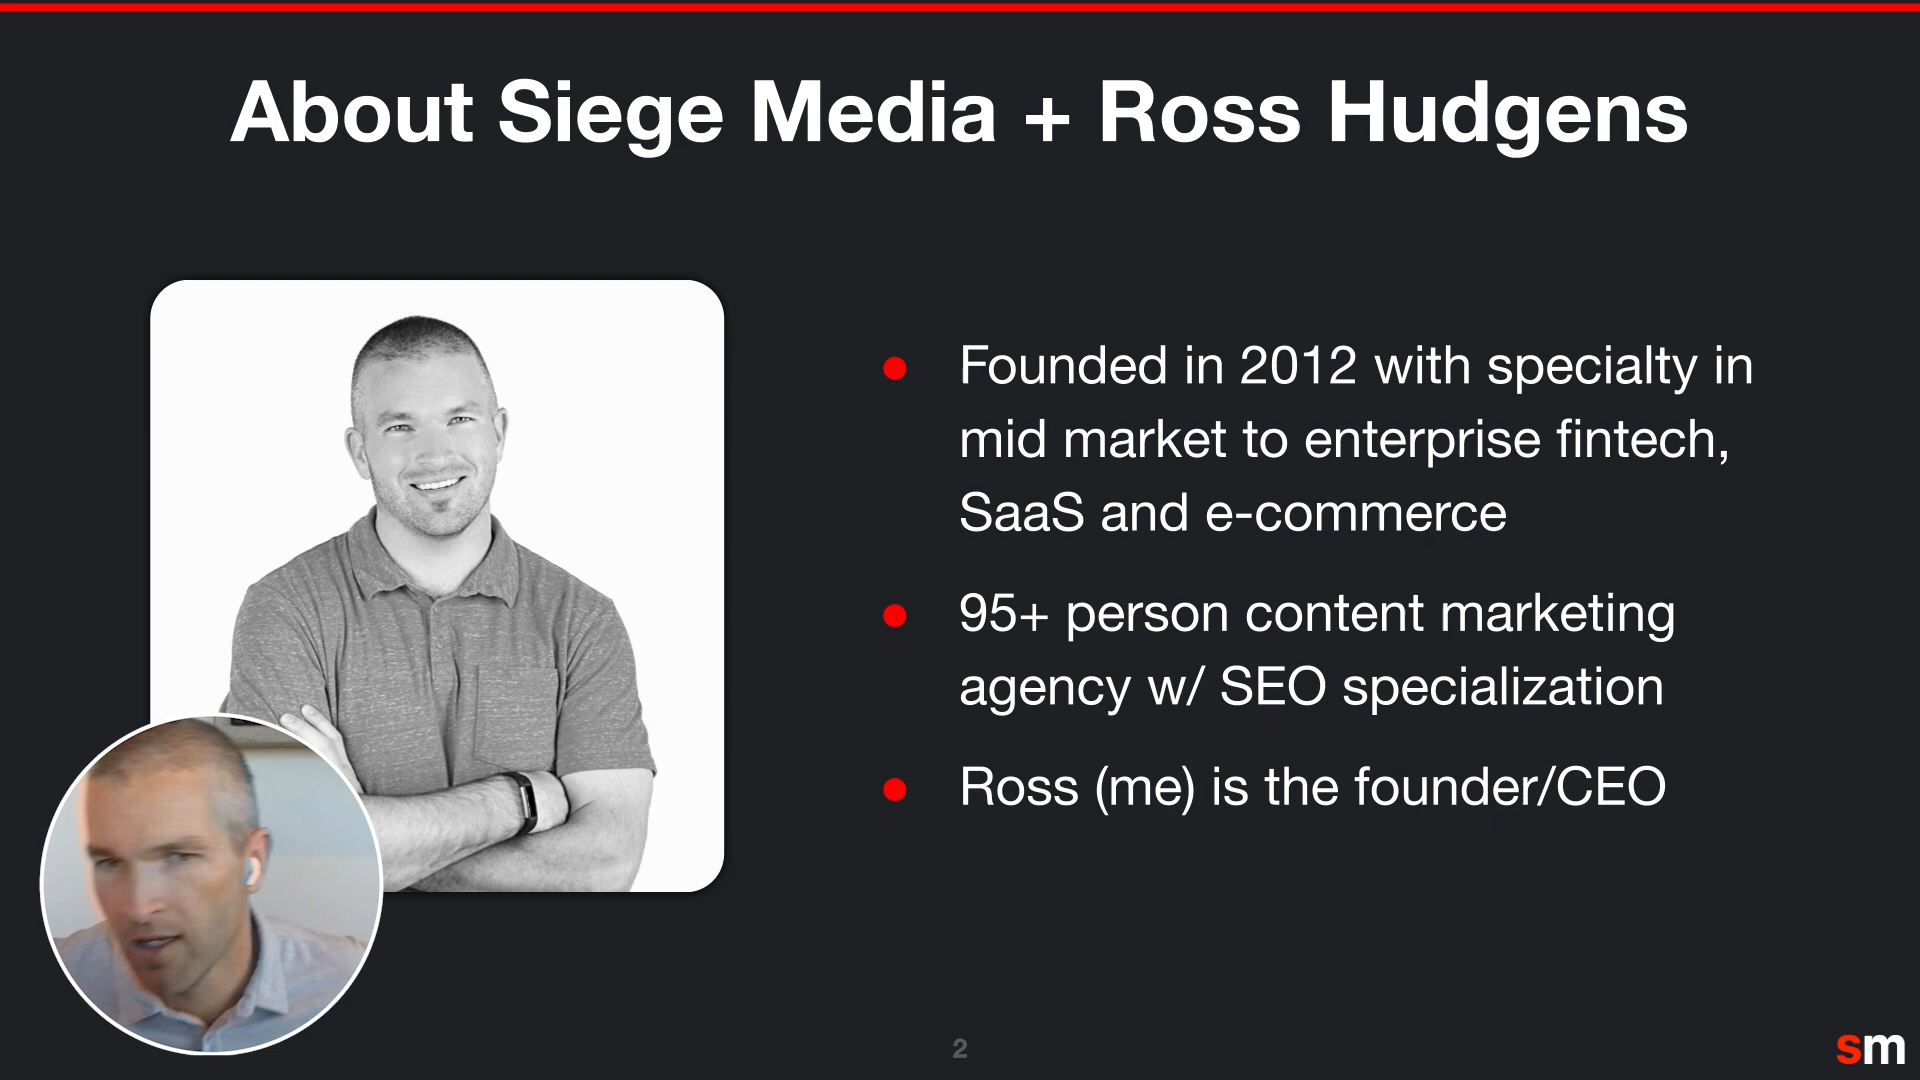 About Siege Media + Ross Hudgens
● Founded in 2012 with specialty in
mid market to enterprise fintech,
SaaS and e-commerce
● 95+ person content marketing
agency w/ SEO specialization
● Ross (me) is the founder/CEO
2
sm